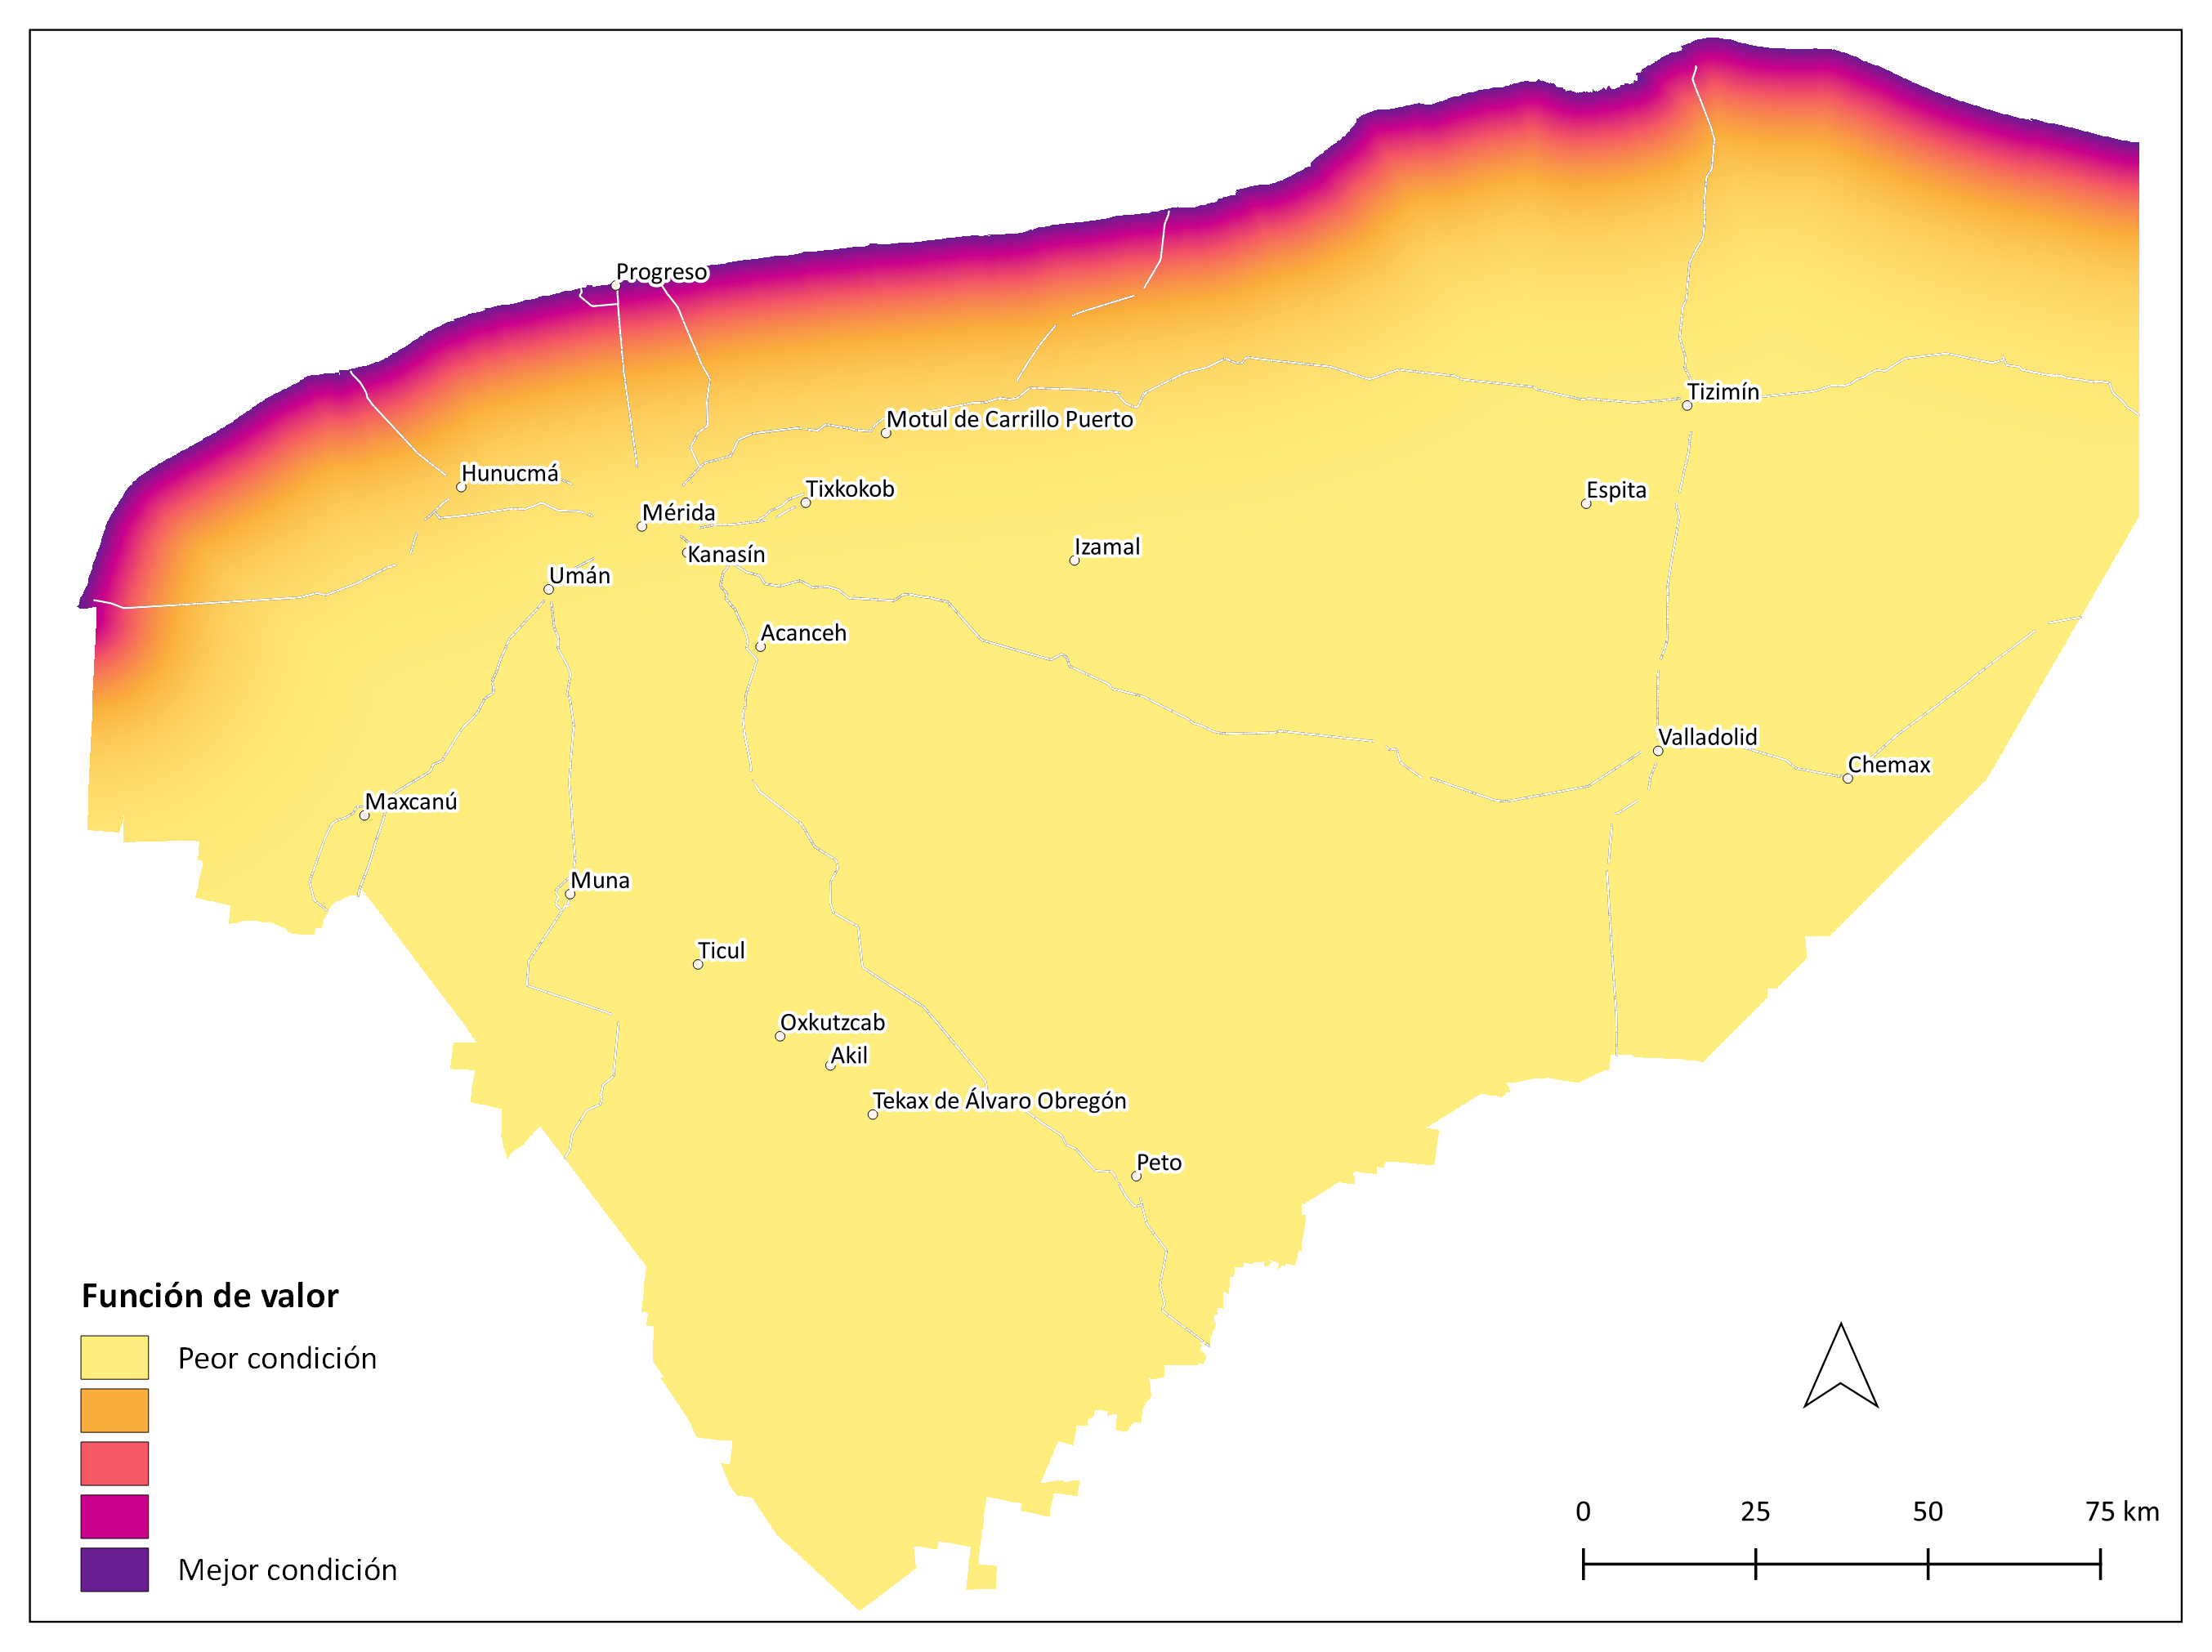 Progreso
Tizimín
Motul de Carrillo Puerto
Hunucmá
Tixkokob
Espita
Mérida
Izamal
Kanasín
Umán
Acanceh
Valladolid
Chemax
Maxcanú
Muna
Ticul
Oxkutzcab
Akil
Tekax de Álvaro Obregón
Peto
Función de valor
Peor condición
Mejor condición
0 25 50 75 km